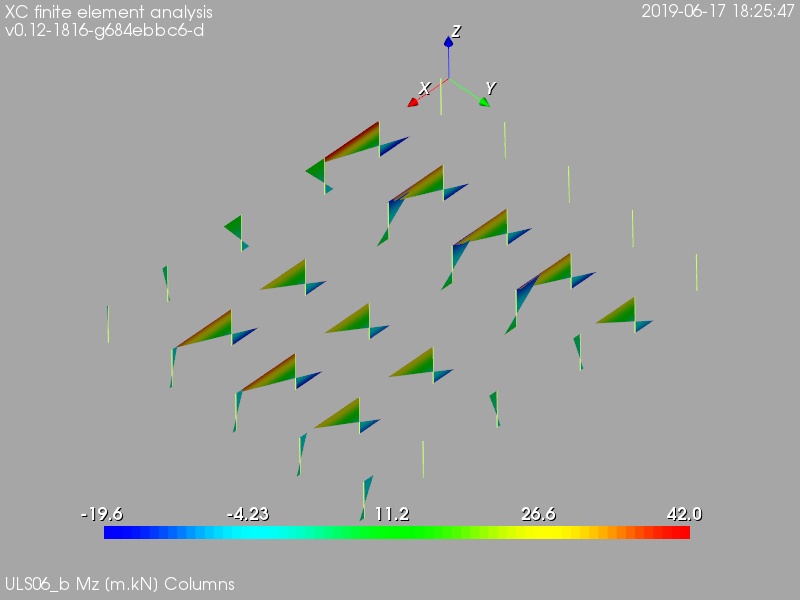 XC finite element analysis
v0.12-1816-g684ebbc6-d
2019-06-17 18:25:47
Z
X
Y
-19.6 -4.23 11.2 26.6 42.0
ULS06_b Mz (m.kN) Columns